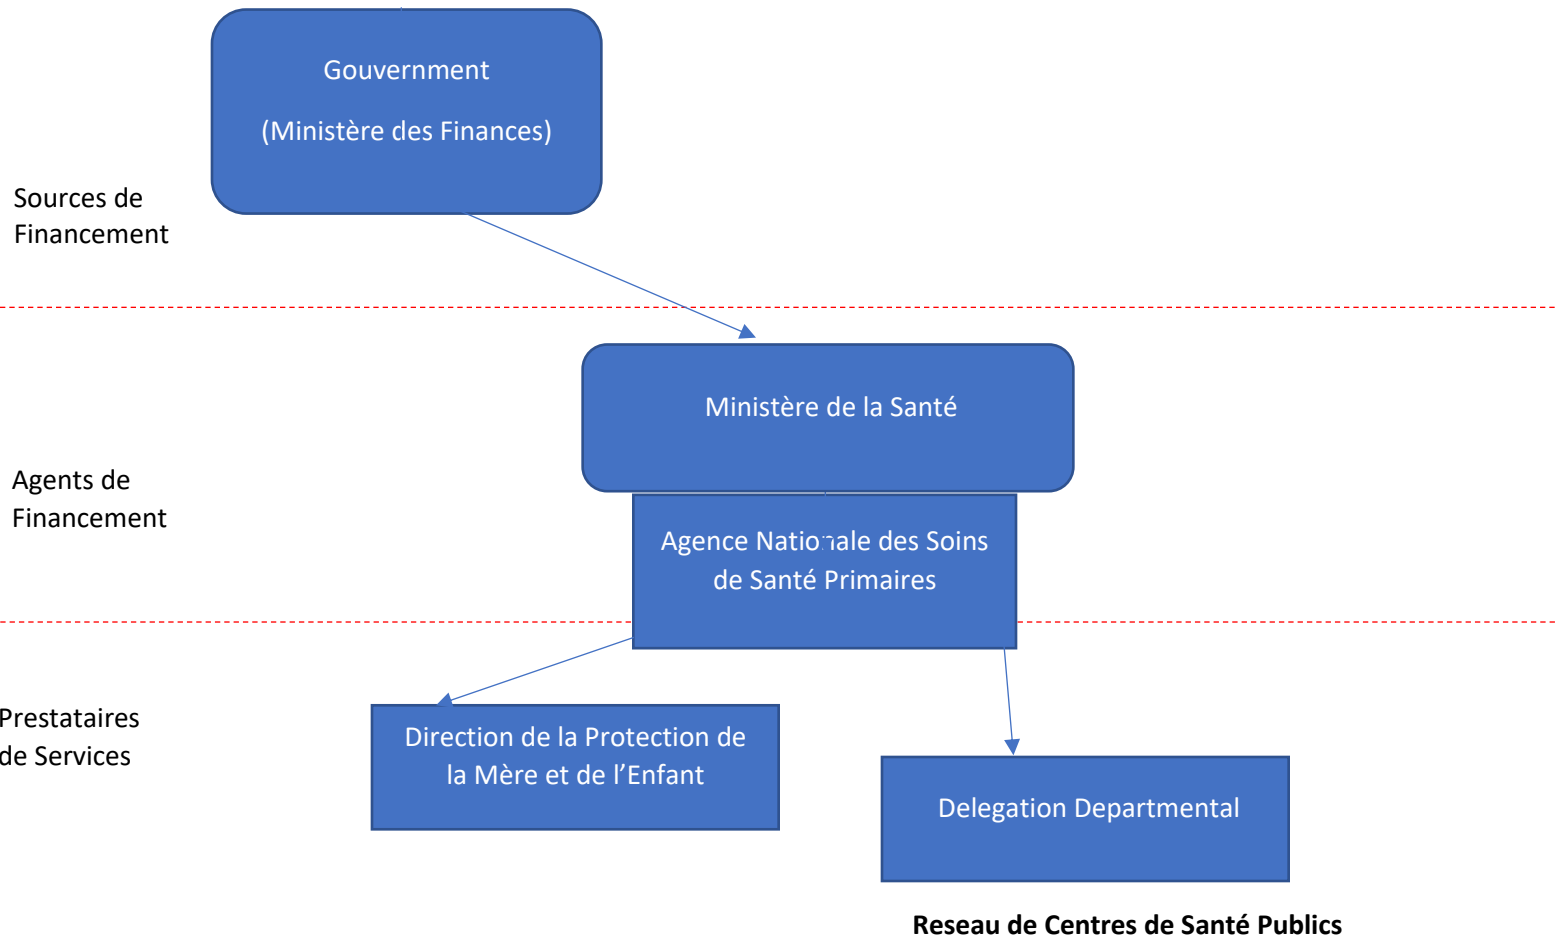 Gouvernment
(Ministère des Finances)
Sources de
Financement
Ministère de la Santé
Agents de
Financement
Agence Nationale des Soins
de Santé Primaires
Prestataires
de Services
Direction de la Protection de
la Mère et de l’Enfant
Delegation Departmental
Reseau de Centres de Santé Publics